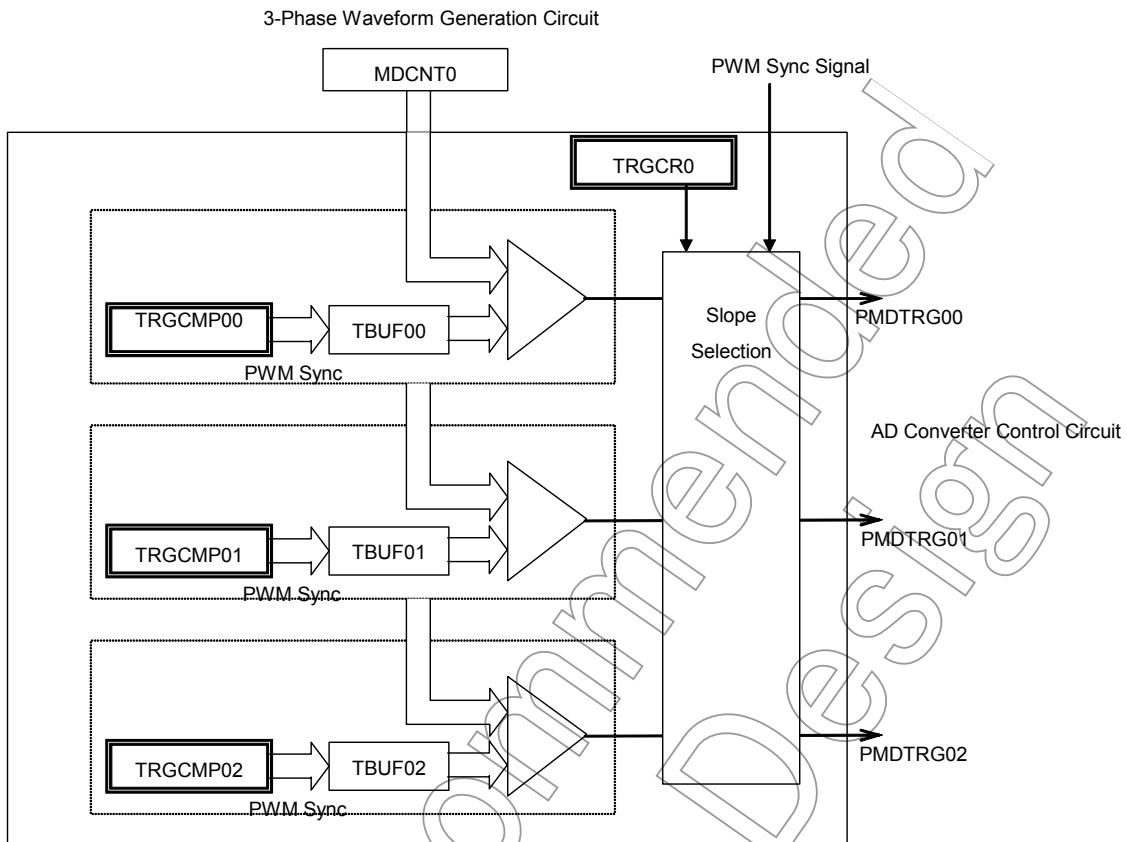 3-Phase Waveform Generation Circuit
MDCNT0
PWM Sync Signal
TRGCR0
TRGCMP00
TBUF00
PWM Sync
Slope
Selection
PMDTRG00
AD Converter Control Circuit
TRGCMP01
TBUF01
PWM Sync
PMDTRG01
TRGCMP02
TBUF02
PWM Sync
PMDTRG02
Design